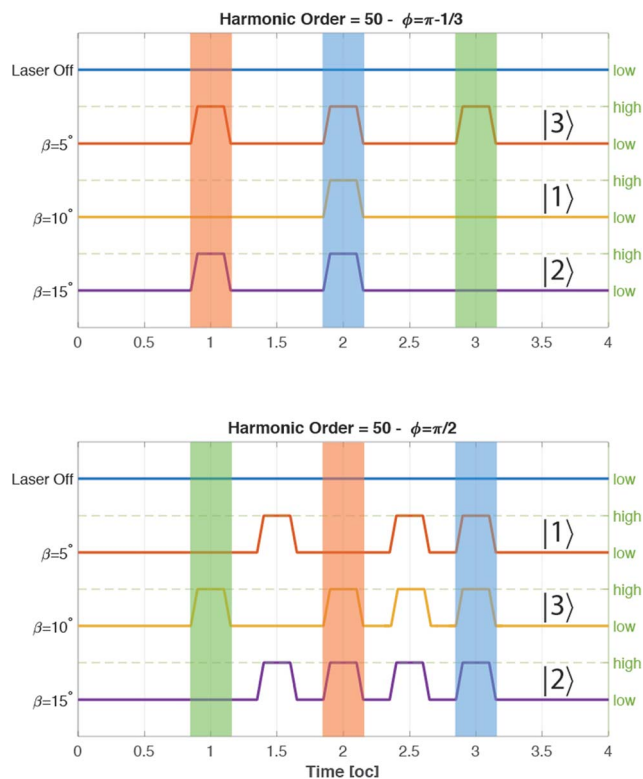 Harmonic Order = 50 - ϕ=π-1/3
Laser Off low
high
β=5° low |3⟩
high
β=10° low |1⟩
high
β=15° low |2⟩
0 0.5 1 1.5 2 2.5 3 3.5 4
Harmonic Order = 50 - ϕ=π/2
Laser Off low
high
β=5° low |1⟩
high
β=10° low |3⟩
high
β=15° low |2⟩
0 0.5 1 1.5 2 2.5 3 3.5 4
Time [oc]